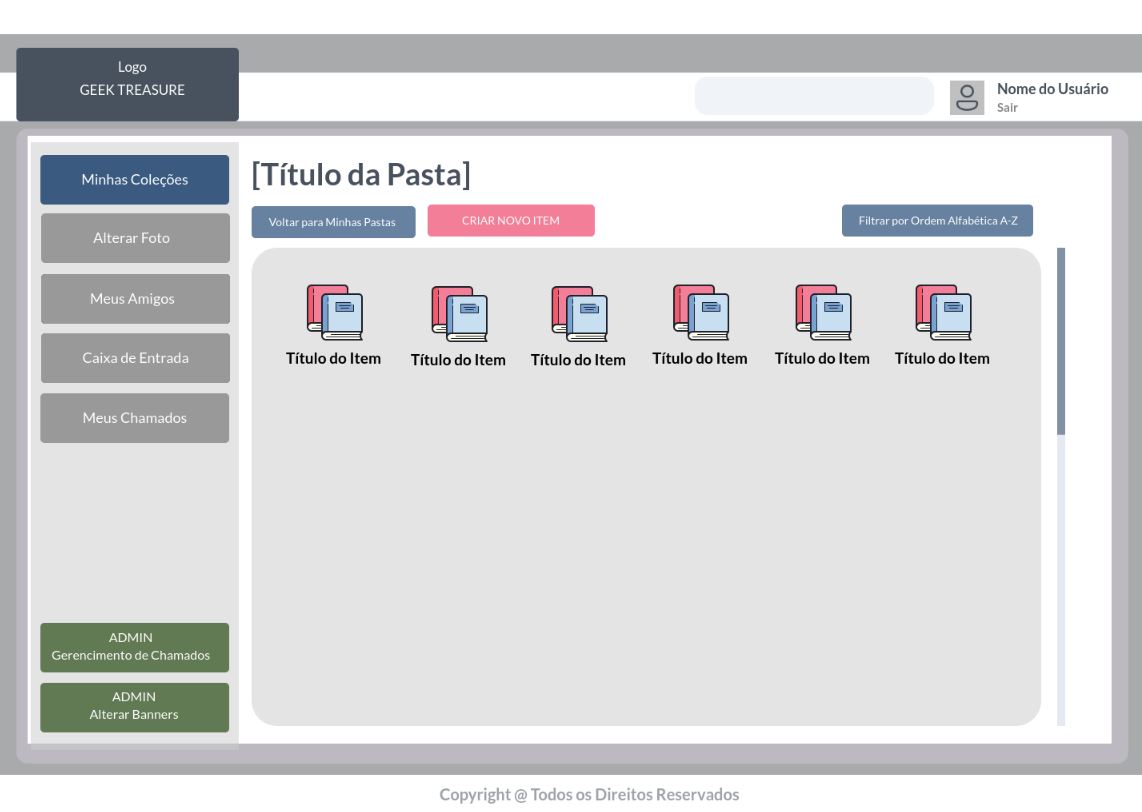 Logo
GEEK TREASURE
Nome do Usuário
Sair
Minhas Coleções
Alterar Foto
Meus Amigos
Caixa de Entrada
Meus Chamados
ADMIN
Gerencimento de Chamados
ADMIN
Alterar Banners
[Título da Pasta]
Voltar para Minhas Pastas
CRIAR NOVO ITEM
Filtrar por Ordem Alfabética A-Z
Título do Item
Título do Item
Título do Item
Título do Item
Título do Item
Título do Item
Copyright @ Todos os Direitos Reservados